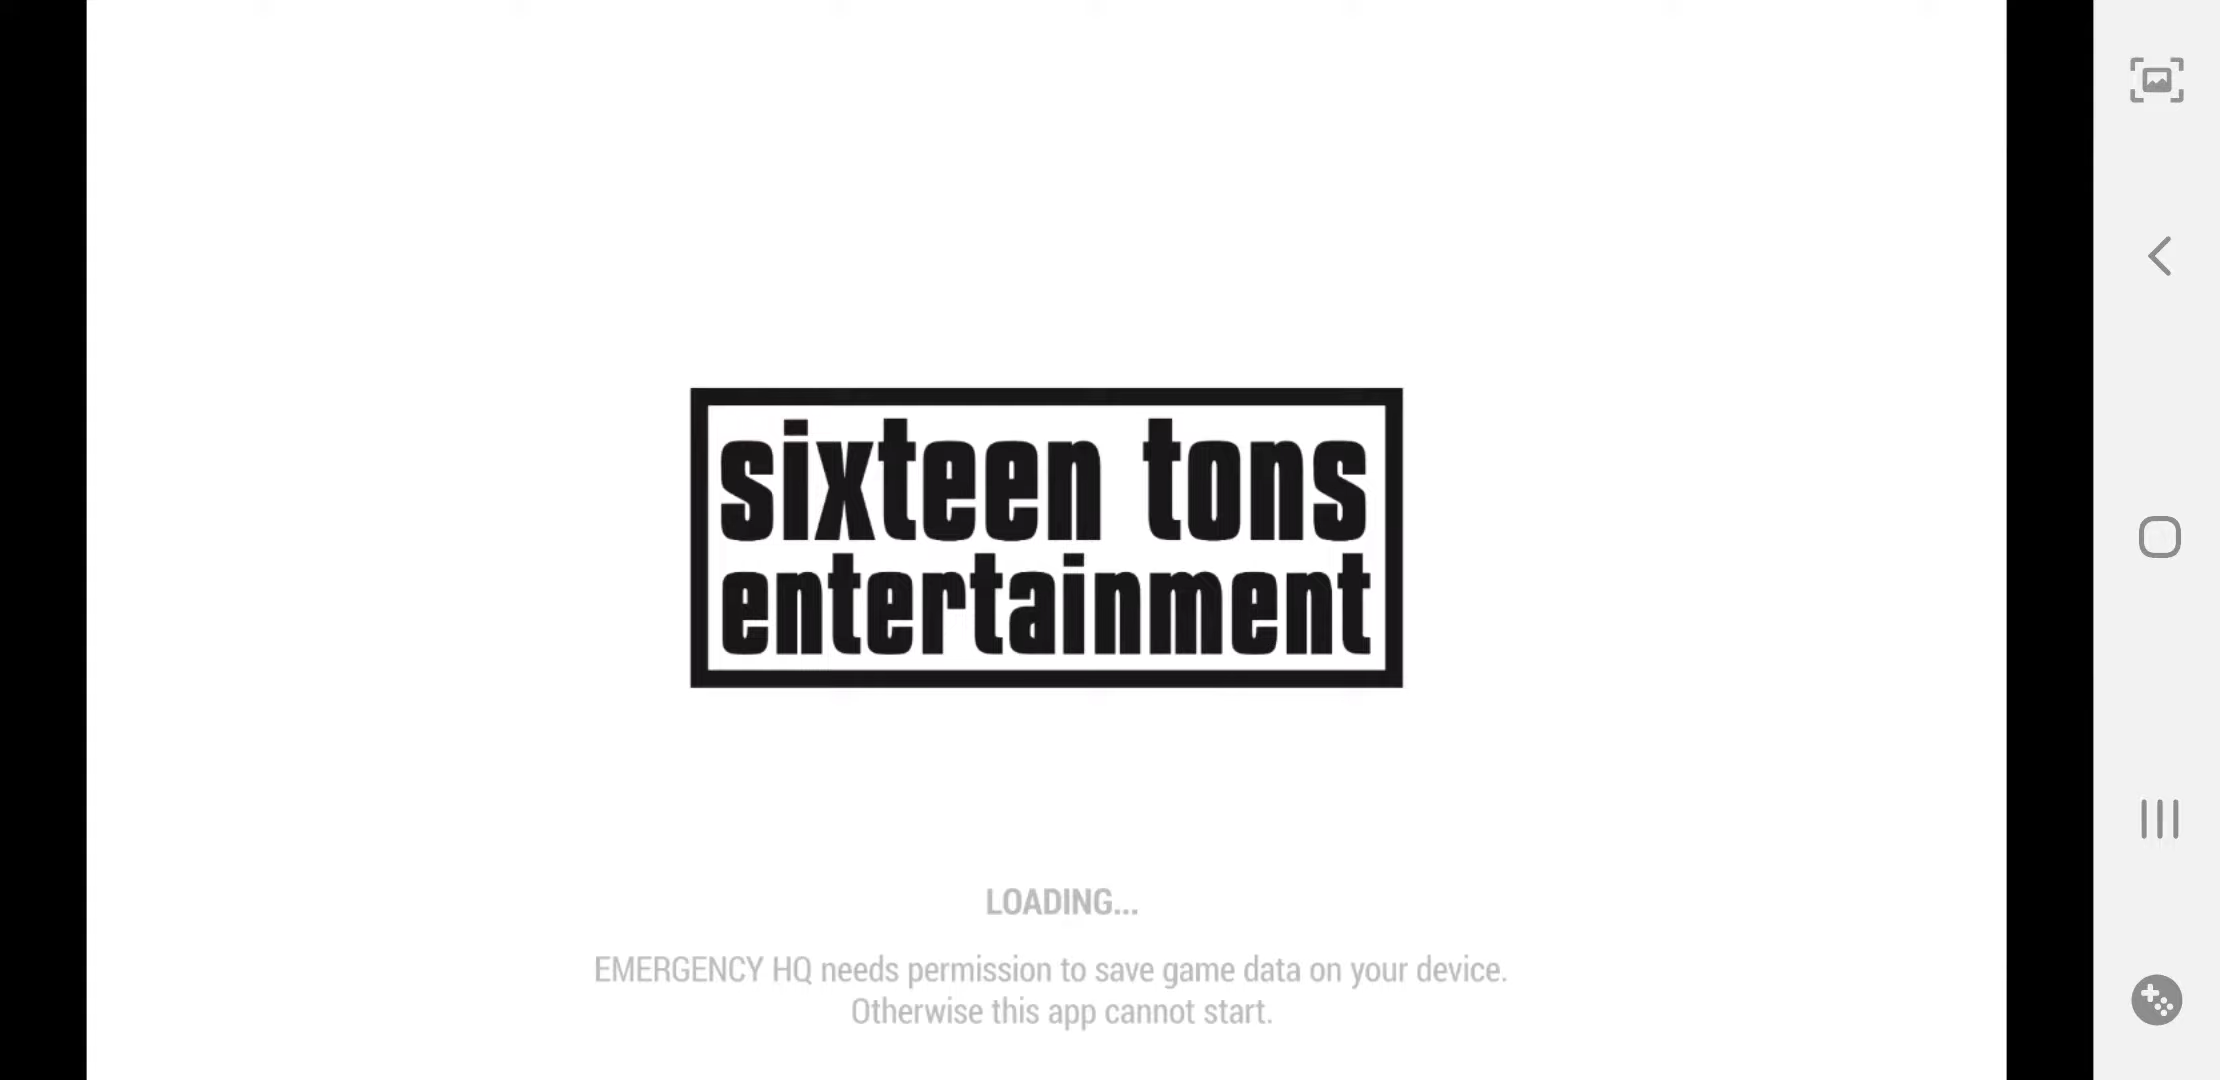 sixteen tons
entertainment
LOADING...
EMERGENCY HQ needs permission to save game data on your device.
Otherwise this app cannot start.